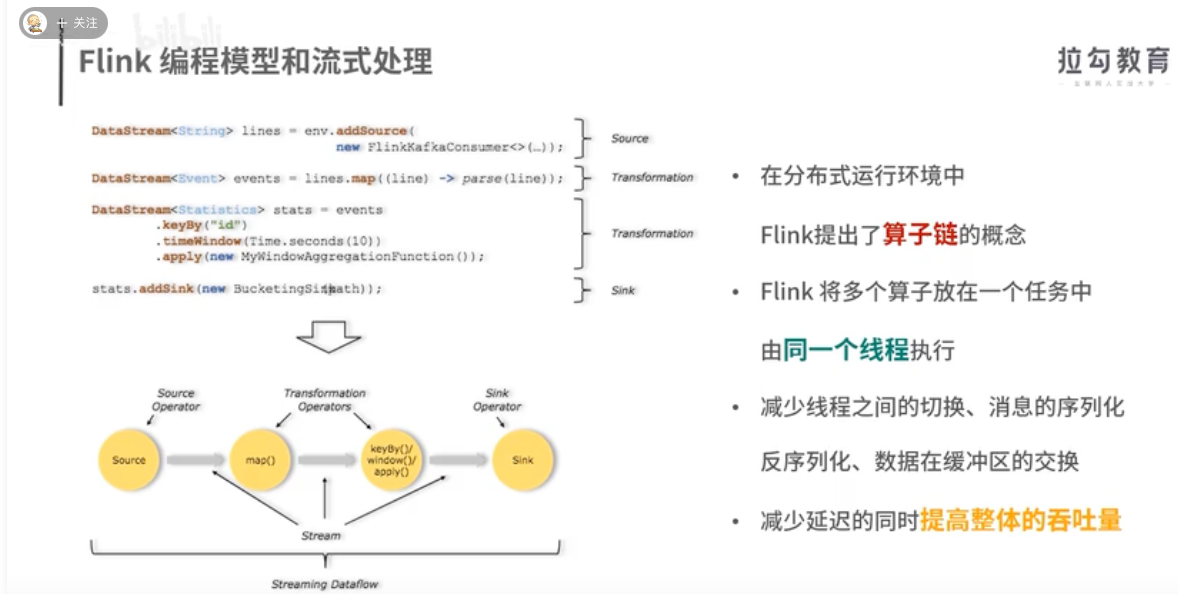 + 关注
bilibili
Flink 编程模型和流式处理
拉勾教育
DataStream<String> lines = env.addSource(
new FlinkKafkaConsumer<>(…));
Source
DataStream<Event> events = lines.map((line) -> parse(line));
Transformation
DataStream<Statistics> stats = events
.keyBy("id")
.timeWindow(Time.seconds(10))
.apply(new MyWindowAggregationFunction());
Transformation
stats.addSink(new BucketingSink(path));
Sink
Source
Operator
Transformation
Operators
Sink
Operator
Source
map()
keyBy()/
window()/
apply()
Sink
Stream
Streaming Dataflow
• 在分布式运行环境中
Flink提出了算子链的概念
• Flink 将多个算子放在一个任务中
由同一个线程执行
• 减少线程之间的切换、消息的序列化
反序列化、数据在缓冲区的交换
• 减少延迟的同时提高整体的吞吐量